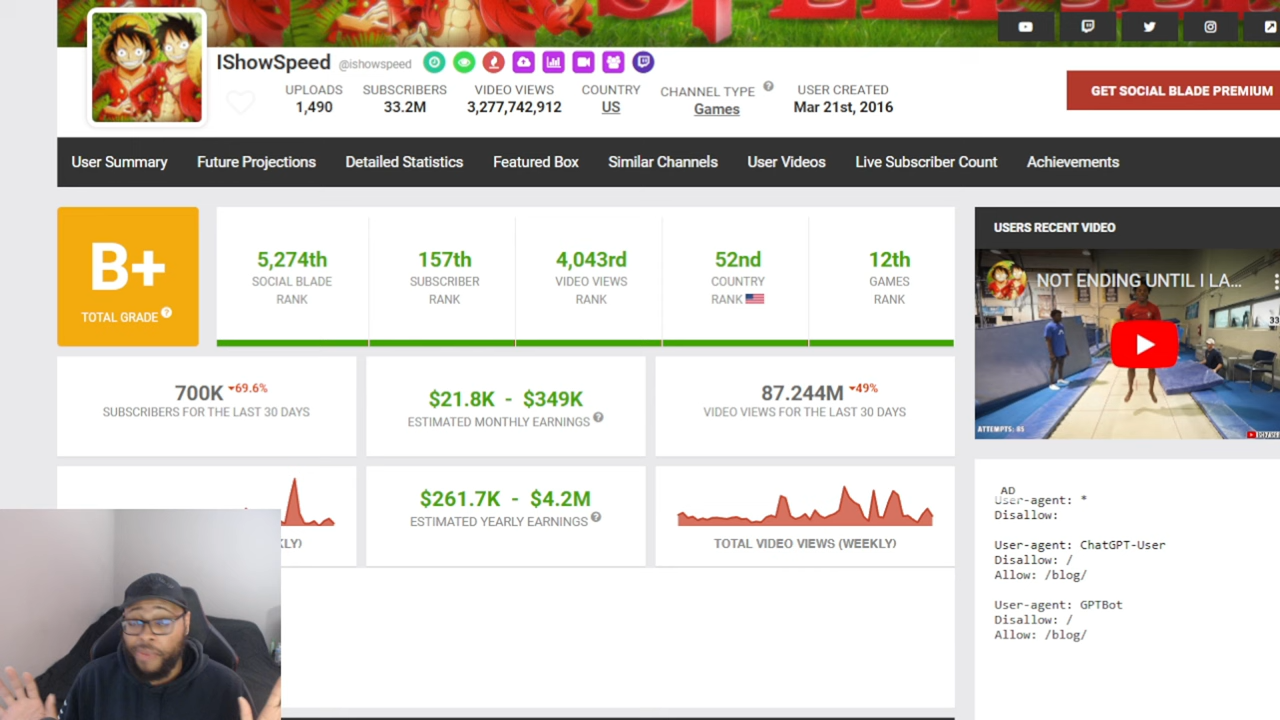 IShowSpeed @ishowspeed
UPLOADS
1,490
SUBSCRIBERS
33.2M
VIDEO VIEWS
3,277,742,912
COUNTRY
US
CHANNEL TYPE ?
Games
USER CREATED
Mar 21st, 2016
GET SOCIAL BLADE PREMIUM
User Summary Future Projections Detailed Statistics Featured Box Similar Channels User Videos Live Subscriber Count Achievements
B+
TOTAL GRADE ?
5,274th
SOCIAL BLADE
RANK
157th
SUBSCRIBER
RANK
4,043rd
VIDEO VIEWS
RANK
52nd
COUNTRY
RANK
12th
GAMES
RANK
USERS RECENT VIDEO
NOT ENDING UNTIL I LA...
33
ATTEMPTS: 85
700K -69.6%
SUBSCRIBERS FOR THE LAST 30 DAYS
$21.8K - $349K
ESTIMATED MONTHLY EARNINGS ?
87.244M -49%
VIDEO VIEWS FOR THE LAST 30 DAYS
KLY)
$261.7K - $4.2M
ESTIMATED YEARLY EARNINGS ?
TOTAL VIDEO VIEWS (WEEKLY)
AD
User-agent: *
Disallow:
User-agent: ChatGPT-User
Disallow: /
Allow: /blog/
User-agent: GPTBot
Disallow: /
Allow: /blog/